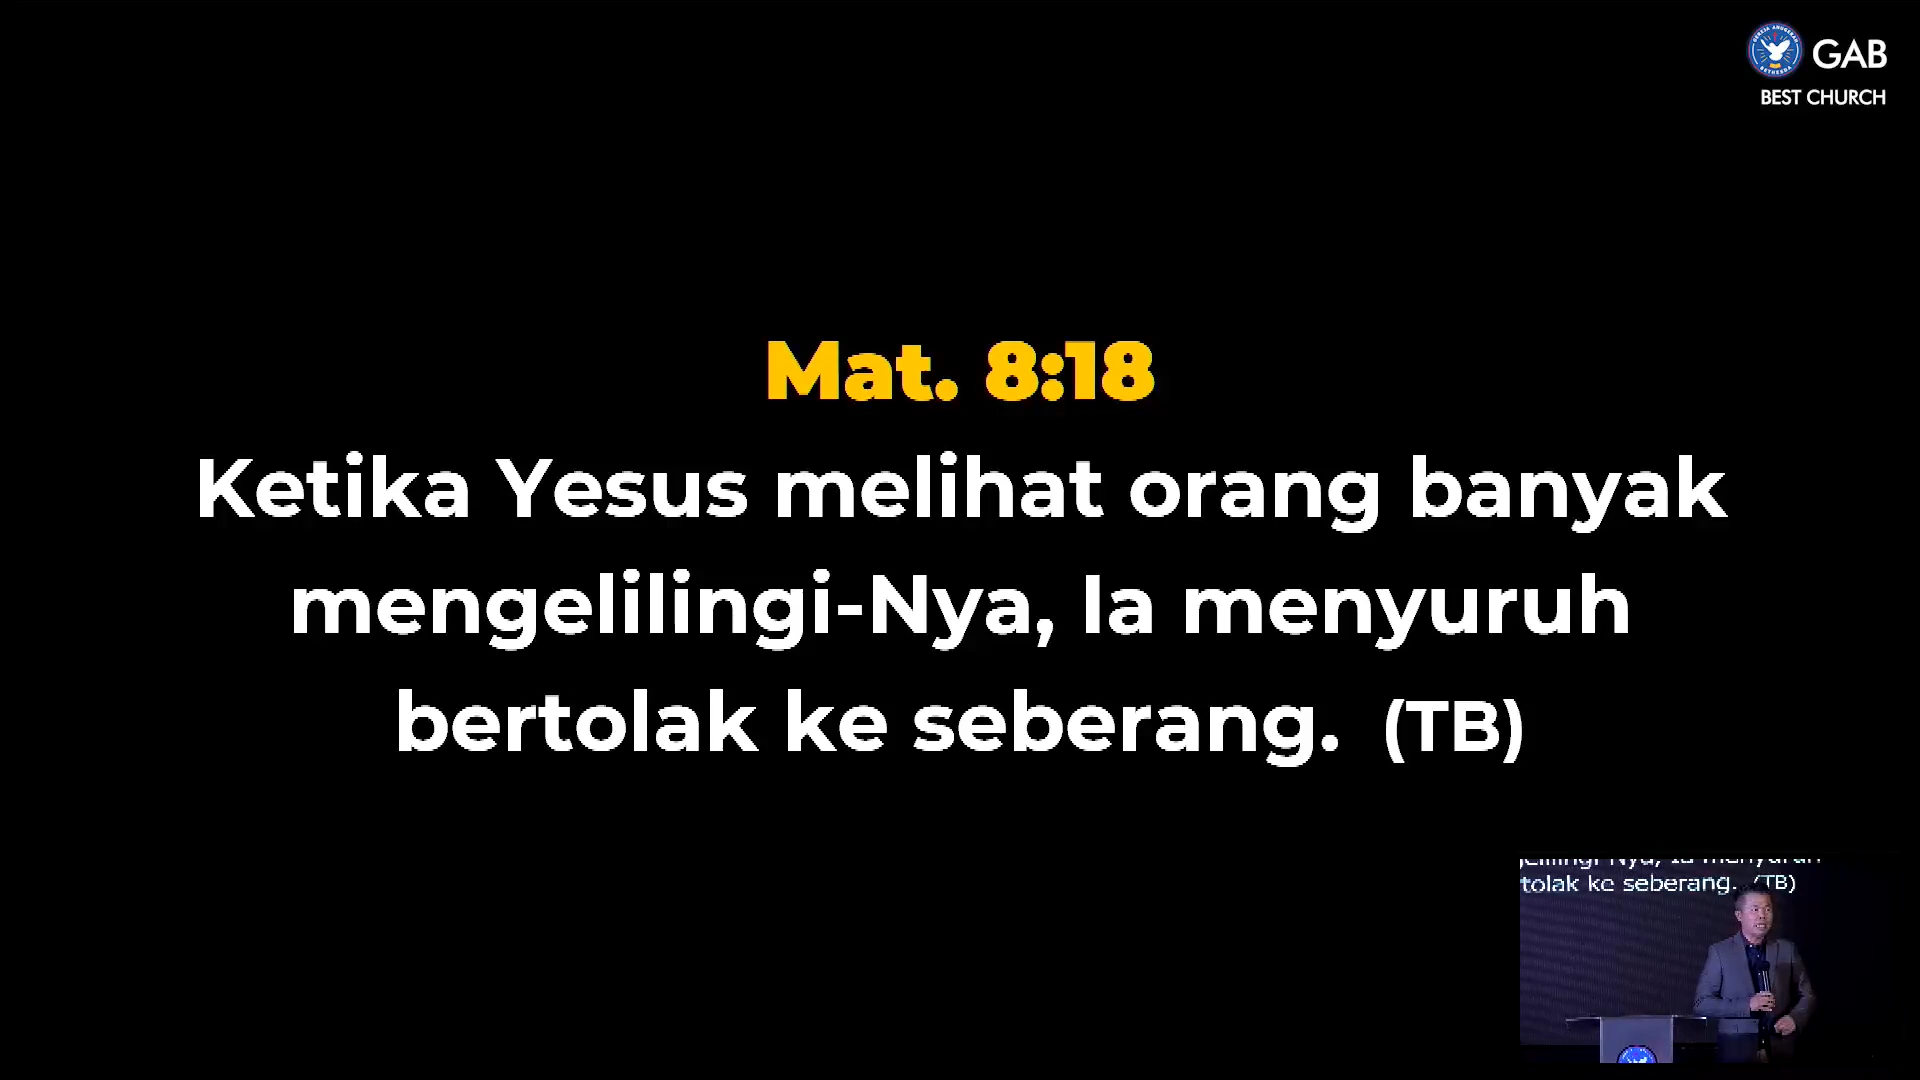 GAB
BEST CHURCH
Mat. 8:18
Ketika Yesus melihat orang banyak
mengelilingi-Nya, Ia menyuruh
bertolak ke seberang. (TB)
tolak ke seberang. (TB)